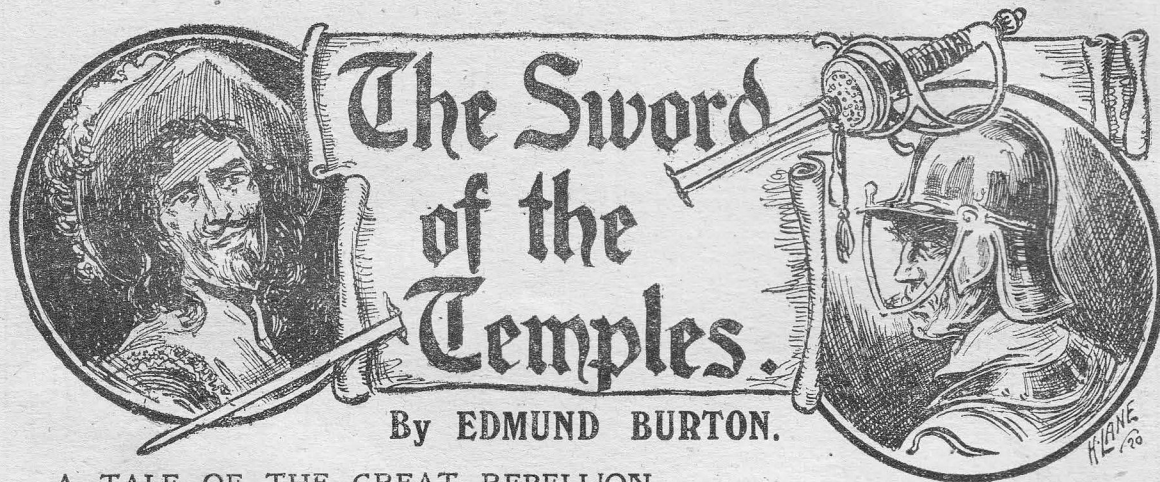 The Sword
of the
Temples.
By EDMUND BURTON.
A TALE OF THE GREAT REBELLION
H. LANE
/20